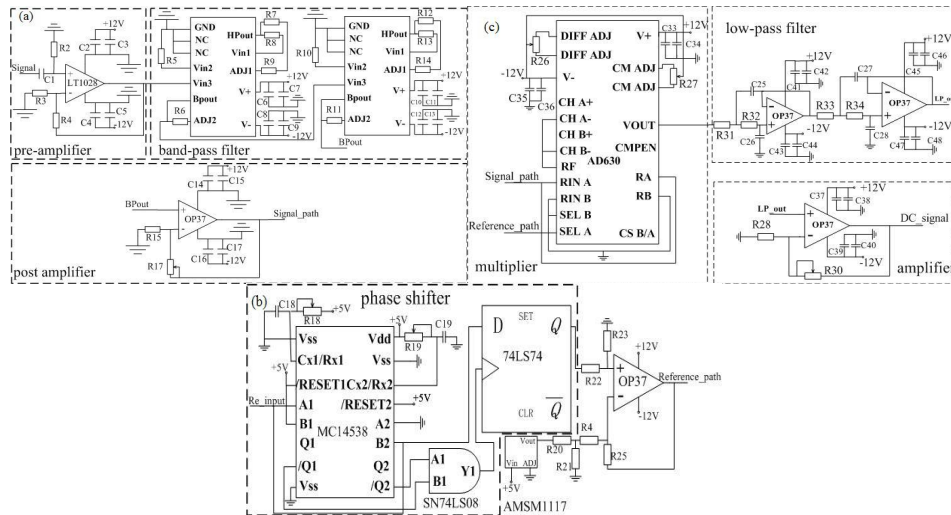 (a)
+12V
R2
C2
C3
Signal
C1
LT1028
R3
C5
R4
C4
-12V
pre-amplifier
GND
NC
NC
HPout
Vin1
Vin2
Vin3
ADJ1
Bpout
V+
ADJ2
V-
R5
R6
R7
R8
R9
+12V
C7
C6
C8
C9
-12V
GND
NC
NC
HPout
Vin1
Vin2
Vin3
ADJ1
Bpout
V+
ADJ2
V-
R10
R11
R12
R13
R14
+12V
C10
C11
C12
C13
-12V
BPout
band-pass filter
+12V
C14
C15
BPout
OP37
Signal_path
R15
C17
C16
-12V
R17
post amplifier
(c)
DIFF ADJ
DIFF ADJ
V-
CH A+
CH A-
CH B+
CH B-
RF
RIN A
RIN B
SEL B
SEL A
V+
CM ADJ
CM ADJ
VOUT
CMPEN
AD630
RA
RB
CS B/A
R26
-12V
C35
C36
+12V
C33
C34
R27
Signal_path
Reference_path
multiplier
low-pass filter
+12V
C25
C42
C41
R31
R32
OP37
C26
-12V
C43
C44
R33
R34
C27
+12V
C46
C45
OP37
LP_out
C28
-12V
C47
C48
+12V
C37
C38
LP_out
OP37
DC_signal
R28
C40
C39
-12V
R30
amplifier
(b)
phase shifter
C18
+5V
R18
Vss
Cx1/Rx1
/RESET1
A1
B1
Q1
/Q1
Vss
Vdd
Vss
Cx2/Rx2
/RESET2
A2
B2
Q2
/Q2
MC14538
+5V
R19
C19
+5V
+5V
Re_input
A1
B1
Y1
SN74LS08
D
SET
Q
74LS74
CLR
Q
R23
+12V
R22
OP37
Reference_path
-12V
Vout
Vin ADJ
+5V
R20
R4
R21
R25
AMSM1117